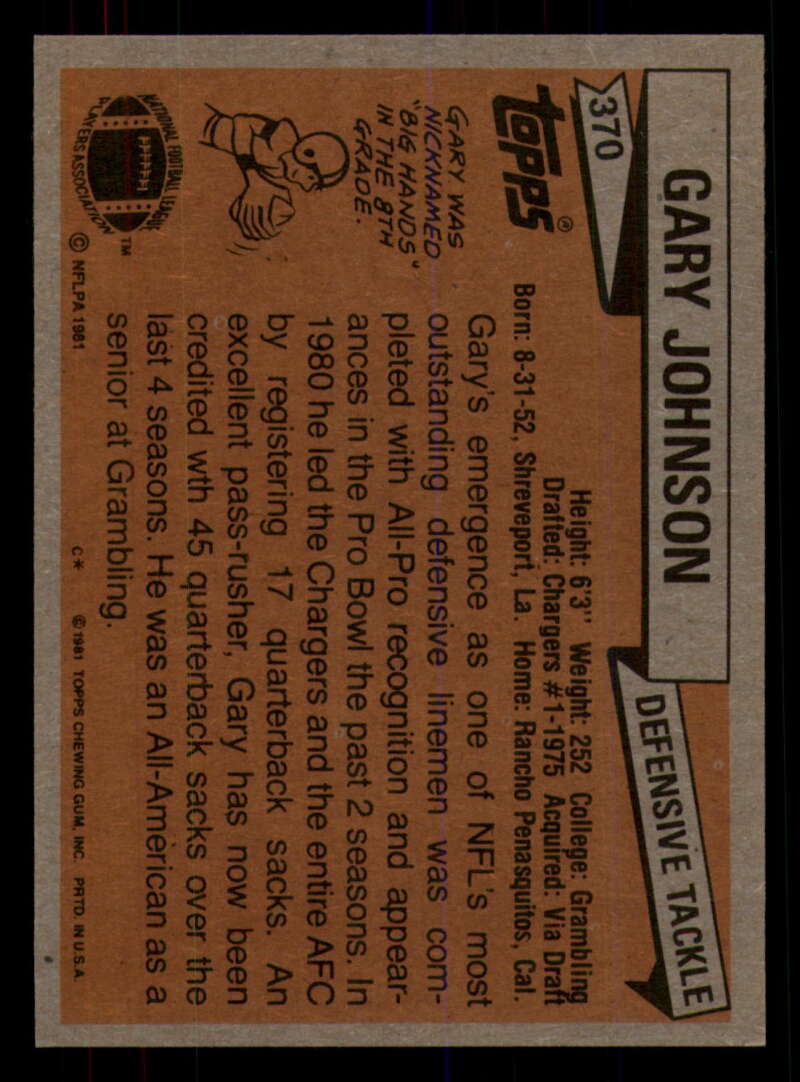 370
GARY JOHNSON
DEFENSIVE TACKLE
TOPPS®
Height: 6'3" Weight: 252 College: Grambling
Drafted: Chargers #1-1975 Acquired: Via Draft
Born: 8-31-52, Shreveport, La. Home: Rancho Penasquitos, Cal.
GARY WAS
NICKNAMED
"BIG HANDS"
IN THE 8TH
GRADE.
Gary's emergence as one of NFL's most
outstanding defensive linemen was com-
pleted with All-Pro recognition and appear-
ances in the Pro Bowl the past 2 seasons. In
1980 he led the Chargers and the entire AFC
by registering 17 quarterback sacks. An
excellent pass-rusher, Gary has now been
credited wth 45 quarterback sacks over the
last 4 seasons. He was an All-American as a
senior at Grambling.
NATIONAL FOOTBALL LEAGUE
PLAYERS ASSOCIATION
TM
© NFLPA 1981
C* © 1981 TOPPS CHEWING GUM, INC. PRTD. IN U.S.A.